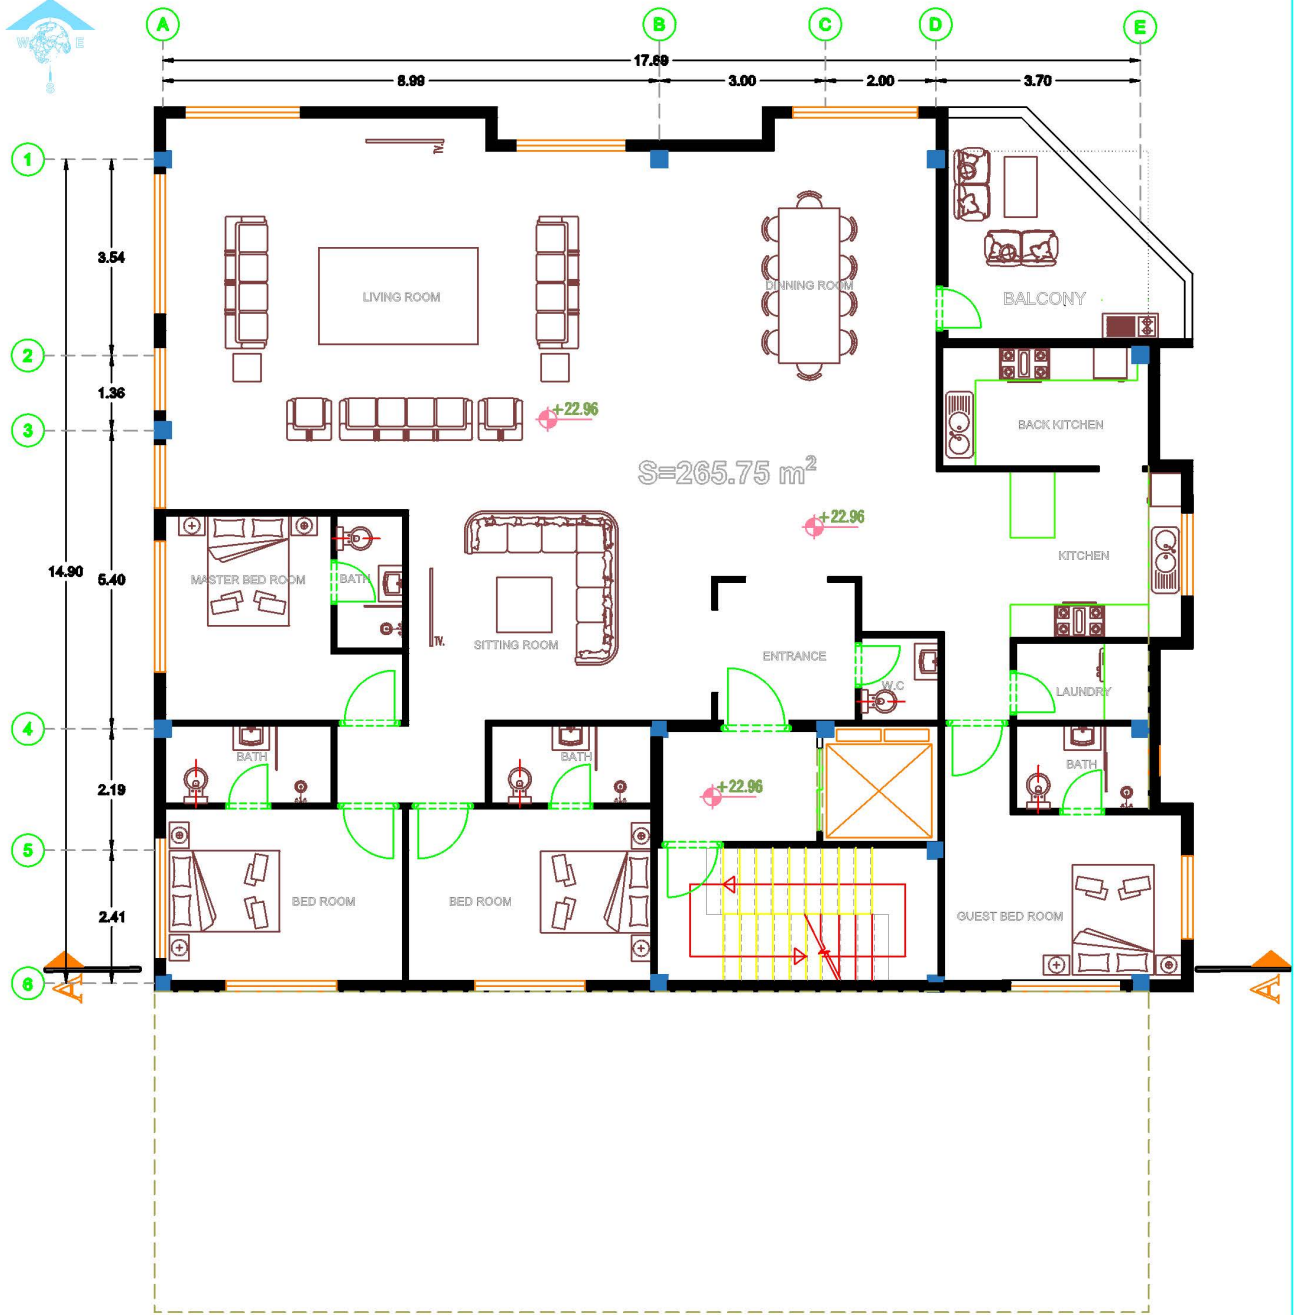 A
B
C
D
E
W
E
S
17.69
8.99
3.00
2.00
3.70
1
TV.
3.54
LIVING ROOM
DINNING ROOM
BALCONY
2
1.36
3
+22.96
BACK KITCHEN
S=265.75 m²
+22.96
KITCHEN
14.90
5.40
MASTER BED ROOM
BATH
TV.
SITTING ROOM
ENTRANCE
W.C
LAUNDRY
4
BATH
BATH
BATH
2.19
+22.96
5
2.41
BED ROOM
BED ROOM
GUEST BED ROOM
6
A
A